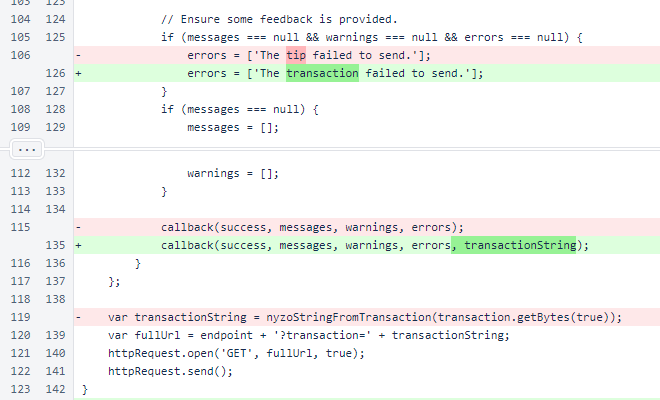 103 123
104 124 // Ensure some feedback is provided.
105 125 if (messages === null && warnings === null && errors === null) {
106 - errors = ['The tip failed to send.'];
126 + errors = ['The transaction failed to send.'];
107 127 }
108 128 if (messages === null) {
109 129 messages = [];
...
112 132 warnings = [];
113 133 }
114 134
115 - callback(success, messages, warnings, errors);
135 + callback(success, messages, warnings, errors, transactionString);
116 136 }
117 137 };
118 138
119 - var transactionString = nyzoStringFromTransaction(transaction.getBytes(true));
120 139 var fullUrl = endpoint + '?transaction=' + transactionString;
121 140 httpRequest.open('GET', fullUrl, true);
122 141 httpRequest.send();
123 142 }